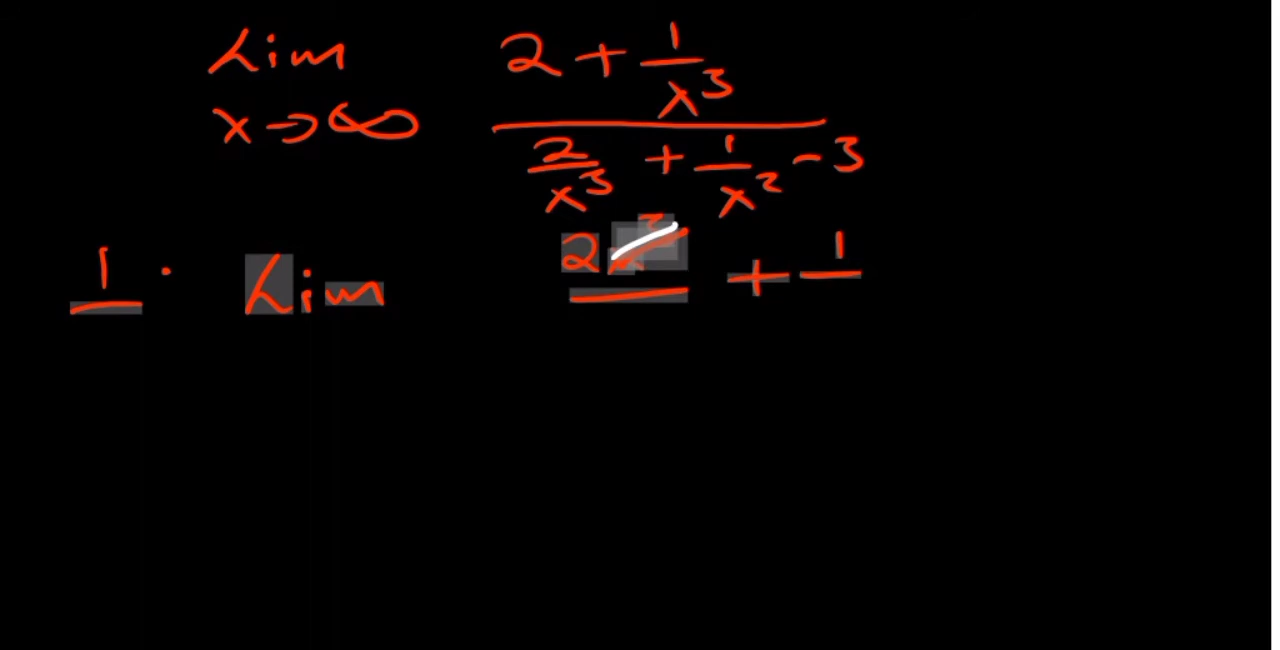 Lim 2 + 1/x³
x→∞ 2/x³ + 1/x² - 3
1 . Lim 2 + 1